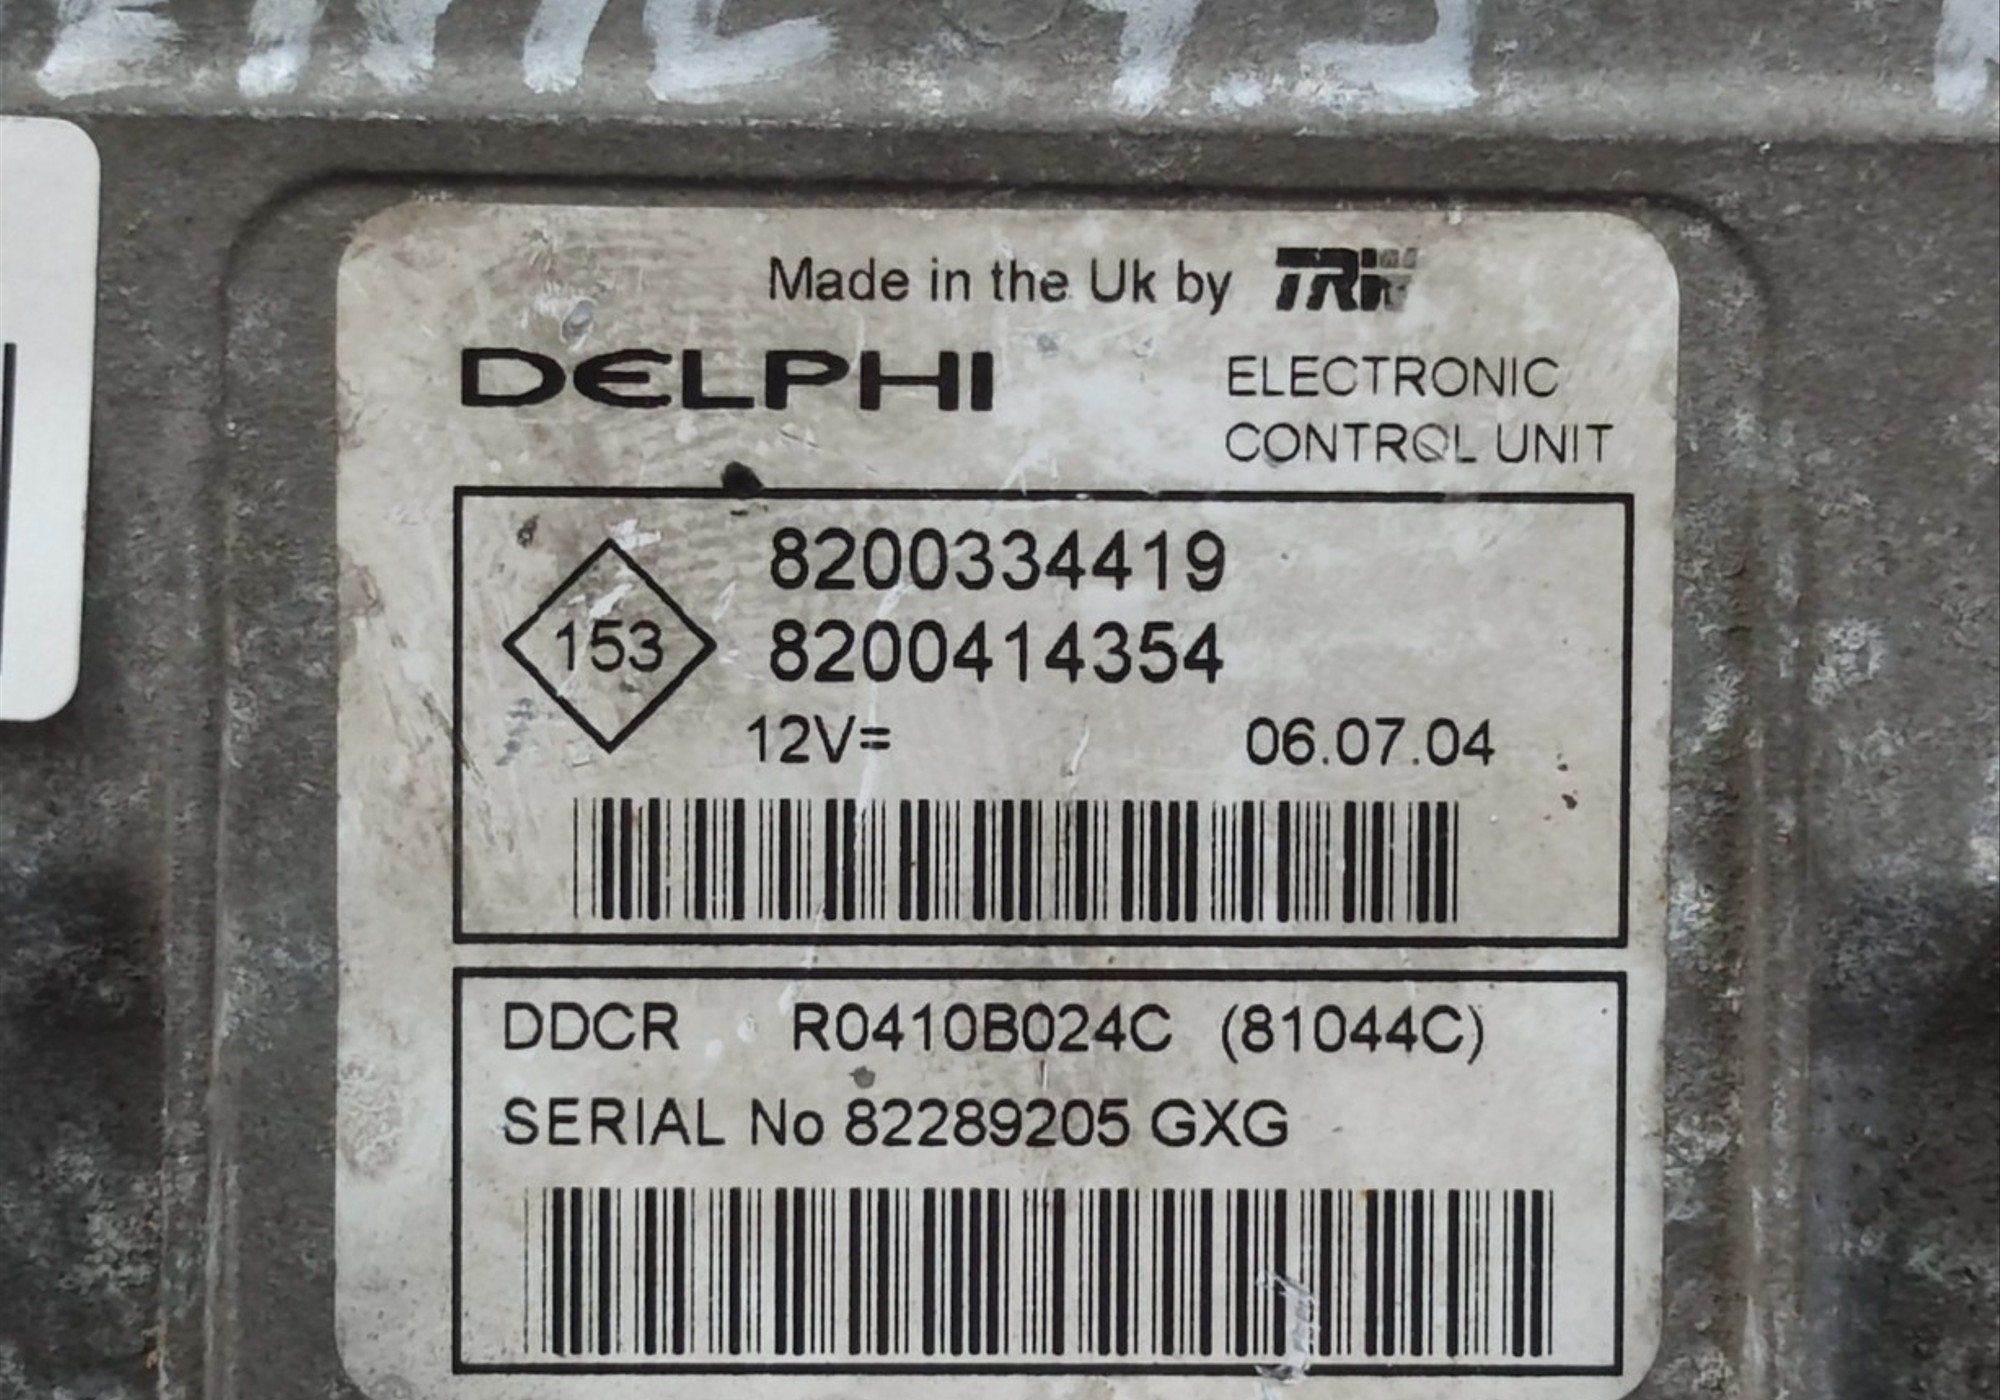 Made in the Uk by TRW
DELPHI
ELECTRONIC
CONTROL UNIT
8200334419
153
8200414354
12V= 06.07.04
DDCR R0410B024C (81044C)
SERIAL No 82289205 GXG